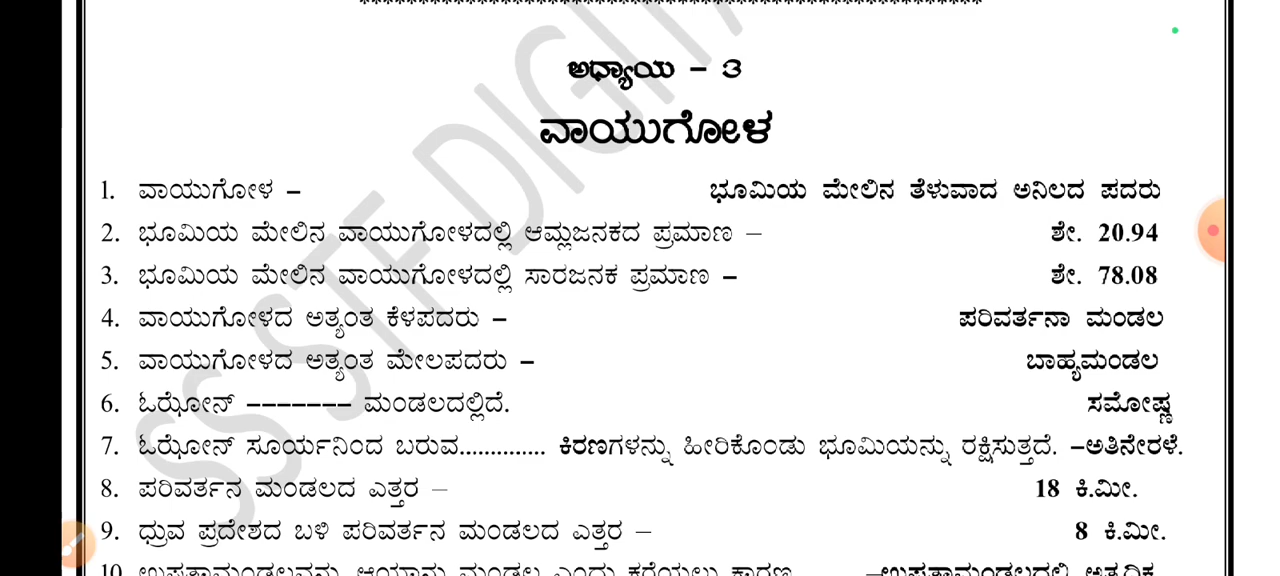 ****************************************************
ಅಧ್ಯಾಯ – 3
ವಾಯುಗೋಳ
1. ವಾಯುಗೋಳ – ಭೂಮಿಯ ಮೇಲಿನ ತೆಳುವಾದ ಅನಿಲದ ಪದರು
2. ಭೂಮಿಯ ಮೇಲಿನ ವಾಯುಗೋಳದಲ್ಲಿ ಆಮ್ಲಜನಕದ ಪ್ರಮಾಣ – ಶೇ. 20.94
3. ಭೂಮಿಯ ಮೇಲಿನ ವಾಯುಗೋಳದಲ್ಲಿ ಸಾರಜನಕ ಪ್ರಮಾಣ – ಶೇ. 78.08
4. ವಾಯುಗೋಳದ ಅತ್ಯಂತ ಕೆಳಪದರು – ಪರಿವರ್ತನಾ ಮಂಡಲ
5. ವಾಯುಗೋಳದ ಅತ್ಯಂತ ಮೇಲಪದರು – ಬಾಹ್ಯಮಂಡಲ
6. ಓಝೋನ್ ------- ಮಂಡಲದಲ್ಲಿದೆ. ಸಮೋಷ್ಣ
7. ಓಝೋನ್ ಸೂರ್ಯನಿಂದ ಬರುವ............. ಕಿರಣಗಳನ್ನು ಹೀರಿಕೊಂಡು ಭೂಮಿಯನ್ನು ರಕ್ಷಿಸುತ್ತದೆ. –ಅತಿನೇರಳೆ.
8. ಪರಿವರ್ತನ ಮಂಡಲದ ಎತ್ತರ – 18 ಕಿ.ಮೀ.
9. ಧ್ರುವ ಪ್ರದೇಶದ ಬಳಿ ಪರಿವರ್ತನ ಮಂಡಲದ ಎತ್ತರ – 8 ಕಿ.ಮೀ.
SS STF DIGITA